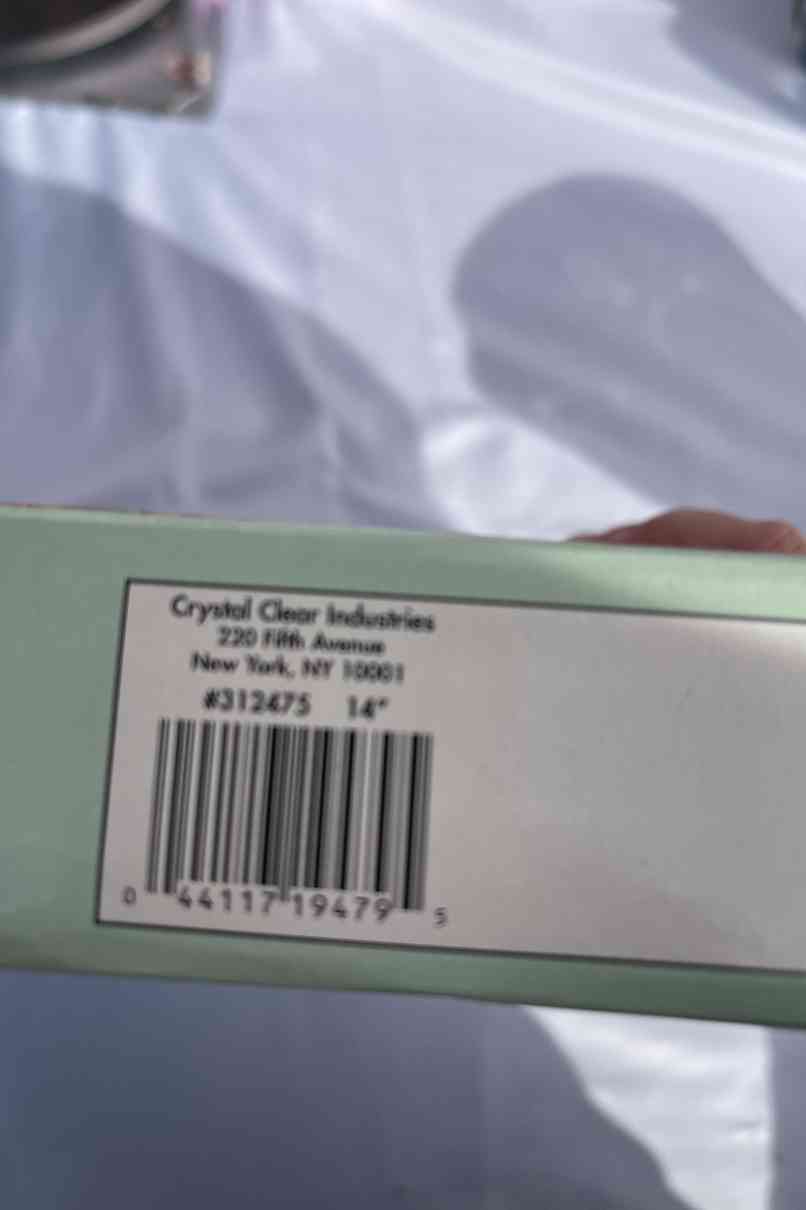 Crystal Clear Industries
220 Fifth Avenue
New York, NY 10001
#312475 14"
0 44117 19479 5